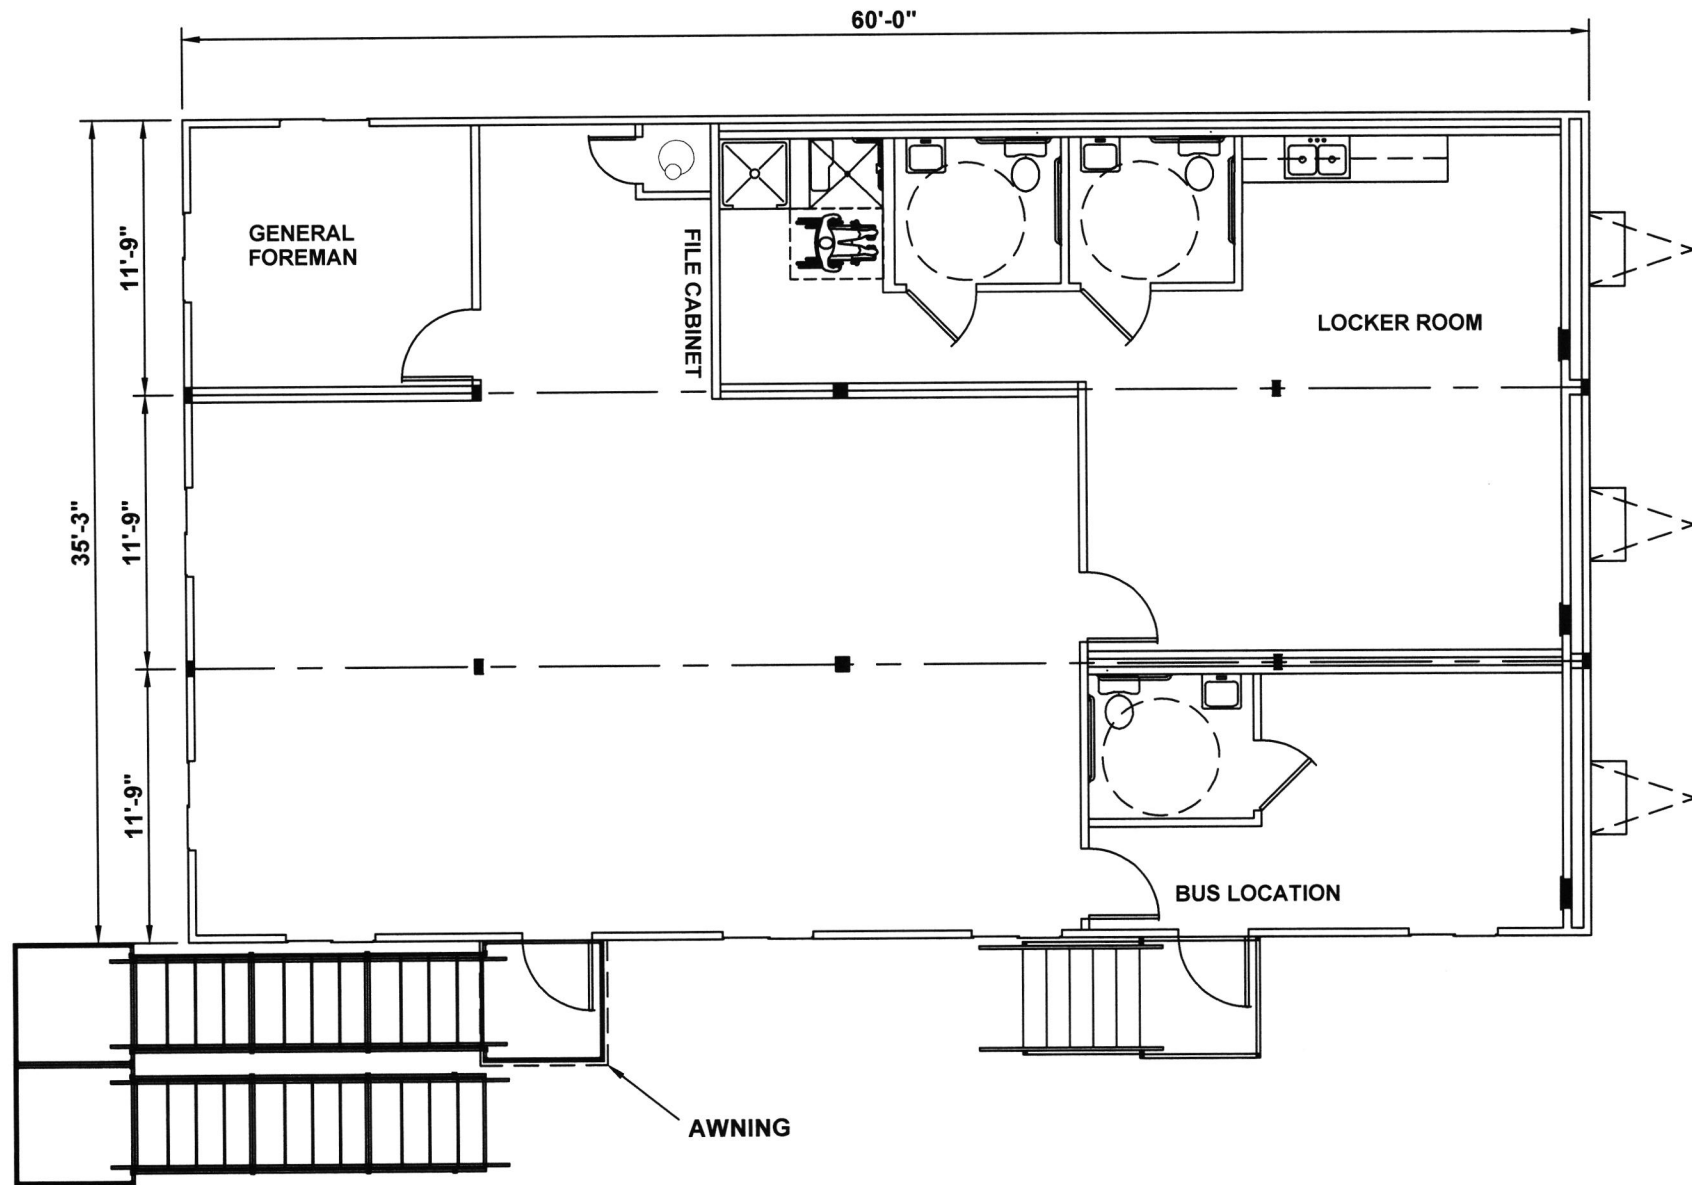 60'-0"
GENERAL
FOREMAN
11'-9"
FILE CABINET
LOCKER ROOM
35'-3"
11'-9"
11'-9"
BUS LOCATION
AWNING